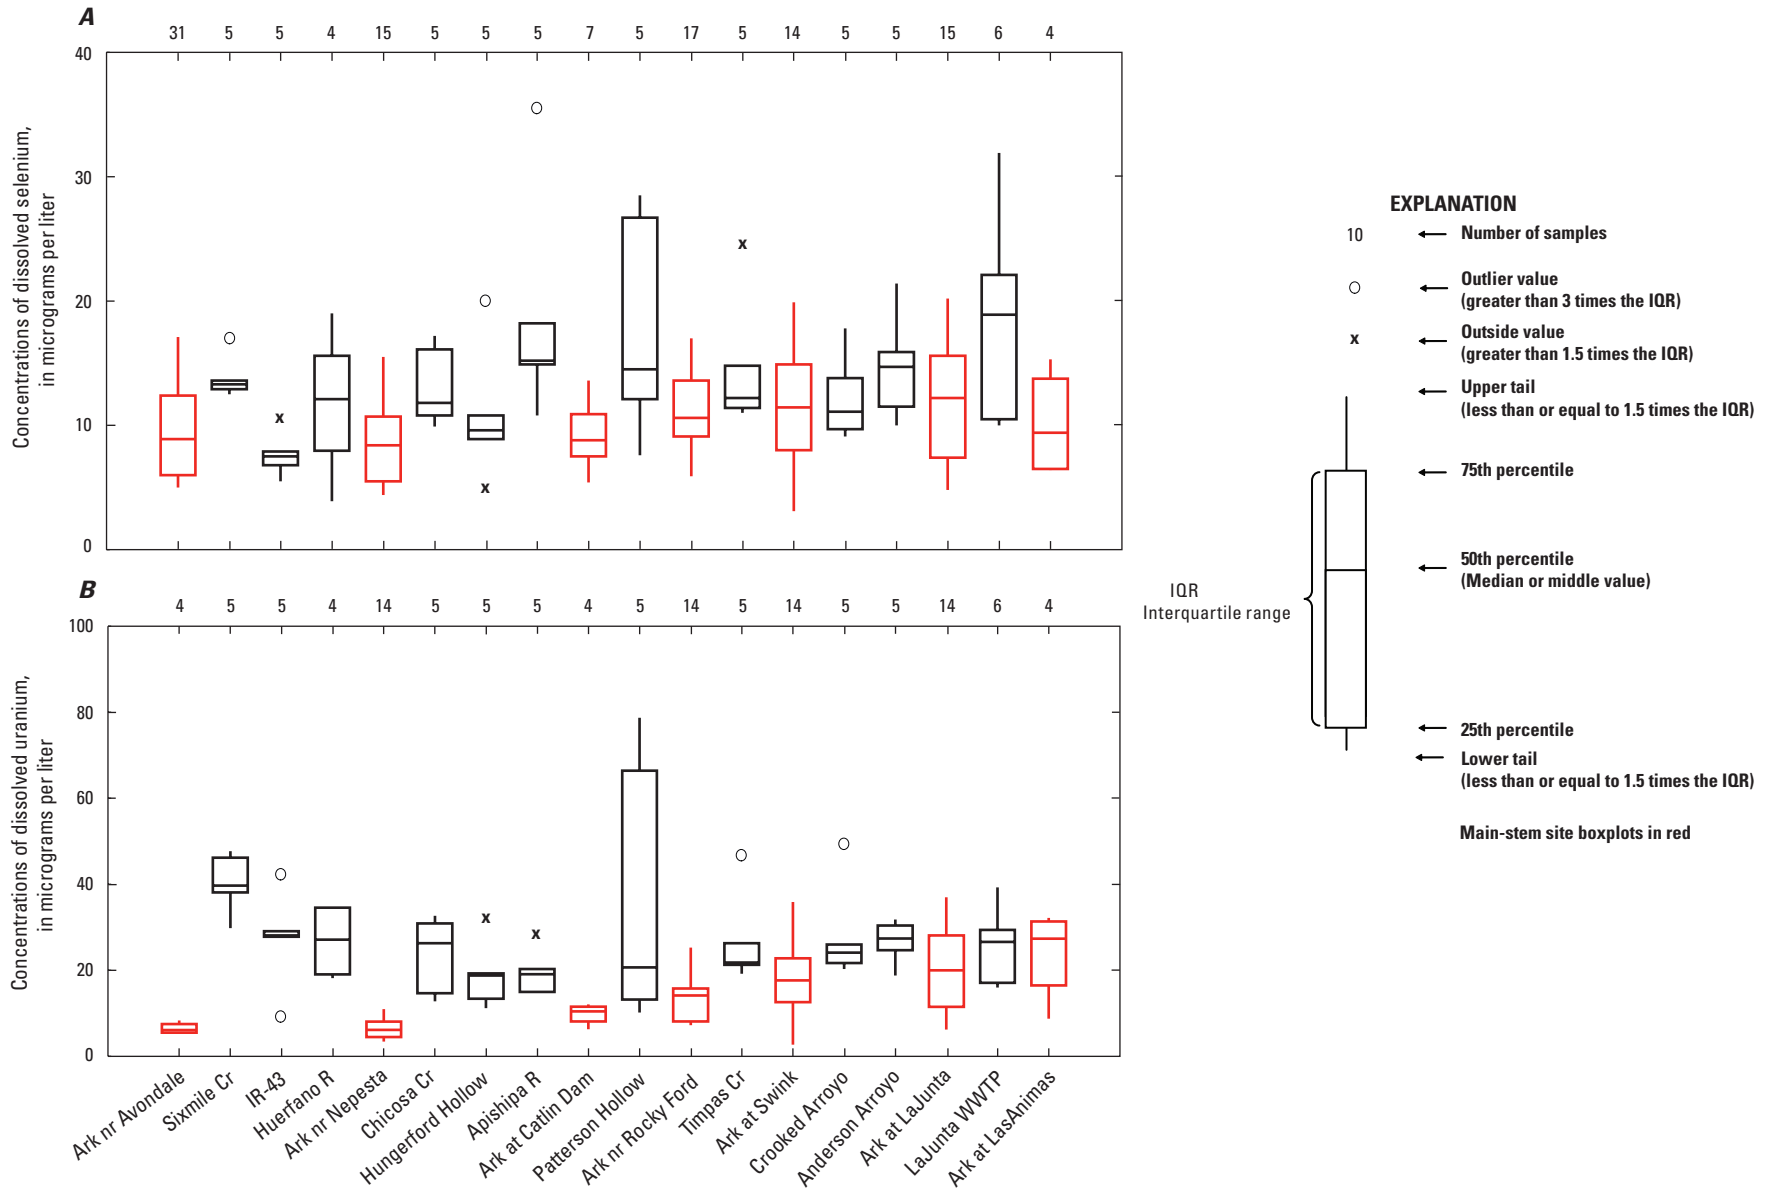 A
31 5 5 4 15 5 5 5 7 5 17 5 14 5 5 15 6 4
40
30
20
10
0
Concentrations of dissolved selenium,
in micrograms per liter
x
x
x
B
4 5 5 4 14 5 5 5 4 5 14 5 14 5 5 14 6 4
100
80
60
40
20
0
Concentrations of dissolved uranium,
in micrograms per liter
x
x
Ark nr Avondale
Sixmile Cr
IR-43
Huerfano R
Ark nr Nepesta
Chicosa Cr
Hungerford Hollow
Apishipa R
Ark at Catlin Dam
Patterson Hollow
Ark nr Rocky Ford
Timpas Cr
Ark at Swink
Crooked Arroyo
Anderson Arroyo
Ark at LaJunta
LaJunta WWTP
Ark at LasAnimas
EXPLANATION
10 Number of samples
Outlier value
(greater than 3 times the IQR)
x Outside value
(greater than 1.5 times the IQR)
Upper tail
(less than or equal to 1.5 times the IQR)
75th percentile
50th percentile
(Median or middle value)
IQR
Interquartile range
25th percentile
Lower tail
(less than or equal to 1.5 times the IQR)
Main-stem site boxplots in red